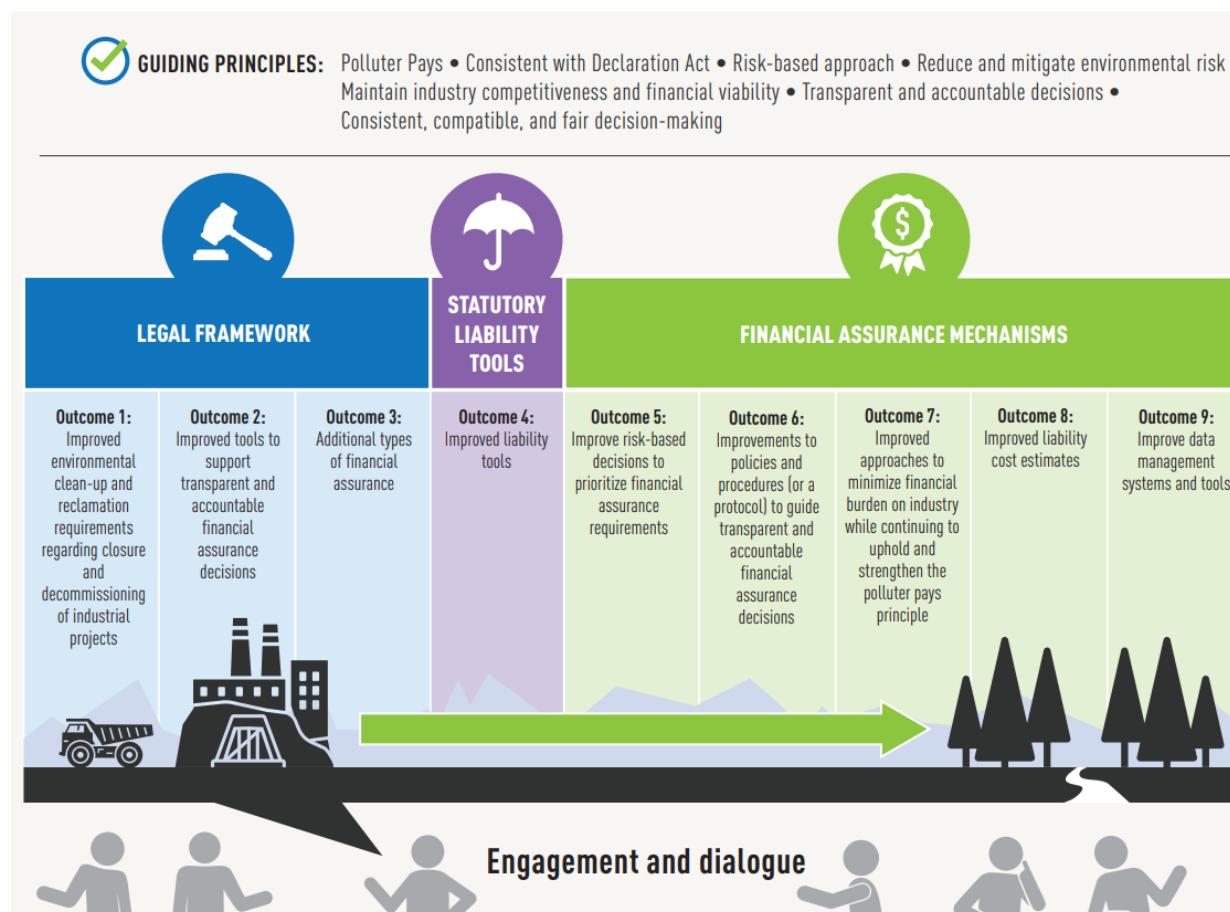 GUIDING PRINCIPLES: Polluter Pays • Consistent with Declaration Act • Risk-based approach • Reduce and mitigate environmental risk
Maintain industry competitiveness and financial viability • Transparent and accountable decisions •
Consistent, compatible, and fair decision-making
$
LEGAL FRAMEWORK
STATUTORY
LIABILITY
TOOLS
FINANCIAL ASSURANCE MECHANISMS
Outcome 1:
Improved
environmental
clean-up and
reclamation
requirements
regarding closure
and
decommissioning
of industrial
projects
Outcome 2:
Improved tools to
support
transparent and
accountable
financial
assurance
decisions
Outcome 3:
Additional types
of financial
assurance
Outcome 4:
Improved liability
tools
Outcome 5:
Improve risk-based
decisions to
prioritize financial
assurance
requirements
Outcome 6:
Improvements to
policies and
procedures (or a
protocol) to guide
transparent and
accountable
financial
assurance
decisions
Outcome 7:
Improved
approaches to
minimize financial
burden on industry
while continuing to
uphold and
strengthen the
polluter pays
principle
Outcome 8:
Improved liability
cost estimates
Outcome 9:
Improve data
management
systems and tools
Engagement and dialogue